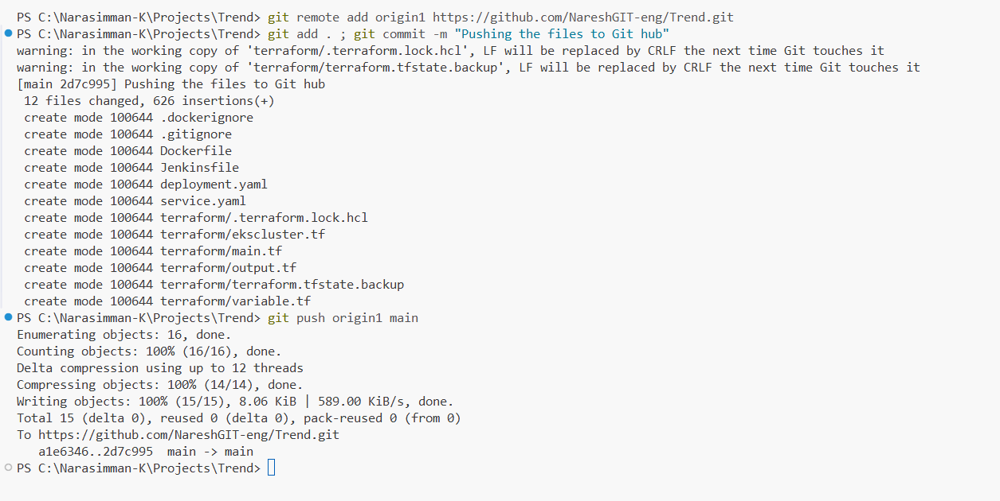 PS C:\Narasimman-K\Projects\Trend> git remote add origin1 https://github.com/NareshGIT-eng/Trend.git
PS C:\Narasimman-K\Projects\Trend> git add . ; git commit -m "Pushing the files to Git hub"
warning: in the working copy of 'terraform/.terraform.lock.hcl', LF will be replaced by CRLF the next time Git touches it
warning: in the working copy of 'terraform/terraform.tfstate.backup', LF will be replaced by CRLF the next time Git touches it
[main 2d7c995] Pushing the files to Git hub
 12 files changed, 626 insertions(+)
 create mode 100644 .dockerignore
 create mode 100644 .gitignore
 create mode 100644 Dockerfile
 create mode 100644 Jenkinsfile
 create mode 100644 deployment.yaml
 create mode 100644 service.yaml
 create mode 100644 terraform/.terraform.lock.hcl
 create mode 100644 terraform/ekscluster.tf
 create mode 100644 terraform/main.tf
 create mode 100644 terraform/output.tf
 create mode 100644 terraform/terraform.tfstate.backup
 create mode 100644 terraform/variable.tf
PS C:\Narasimman-K\Projects\Trend> git push origin1 main
Enumerating objects: 16, done.
Counting objects: 100% (16/16), done.
Delta compression using up to 12 threads
Compressing objects: 100% (14/14), done.
Writing objects: 100% (15/15), 8.06 KiB | 589.00 KiB/s, done.
Total 15 (delta 0), reused 0 (delta 0), pack-reused 0 (from 0)
To https://github.com/NareshGIT-eng/Trend.git
   a1e6346..2d7c995  main -> main
PS C:\Narasimman-K\Projects\Trend>